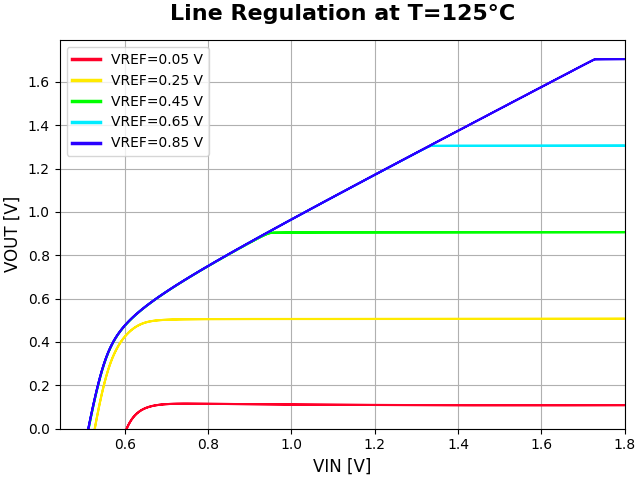 Line Regulation at T=125°C
VREF=0.05 V
VREF=0.25 V
VREF=0.45 V
VREF=0.65 V
VREF=0.85 V
VOUT [V]
1.6
1.4
1.2
1.0
0.8
0.6
0.4
0.2
0.0
0.6 0.8 1.0 1.2 1.4 1.6 1.8
VIN [V]